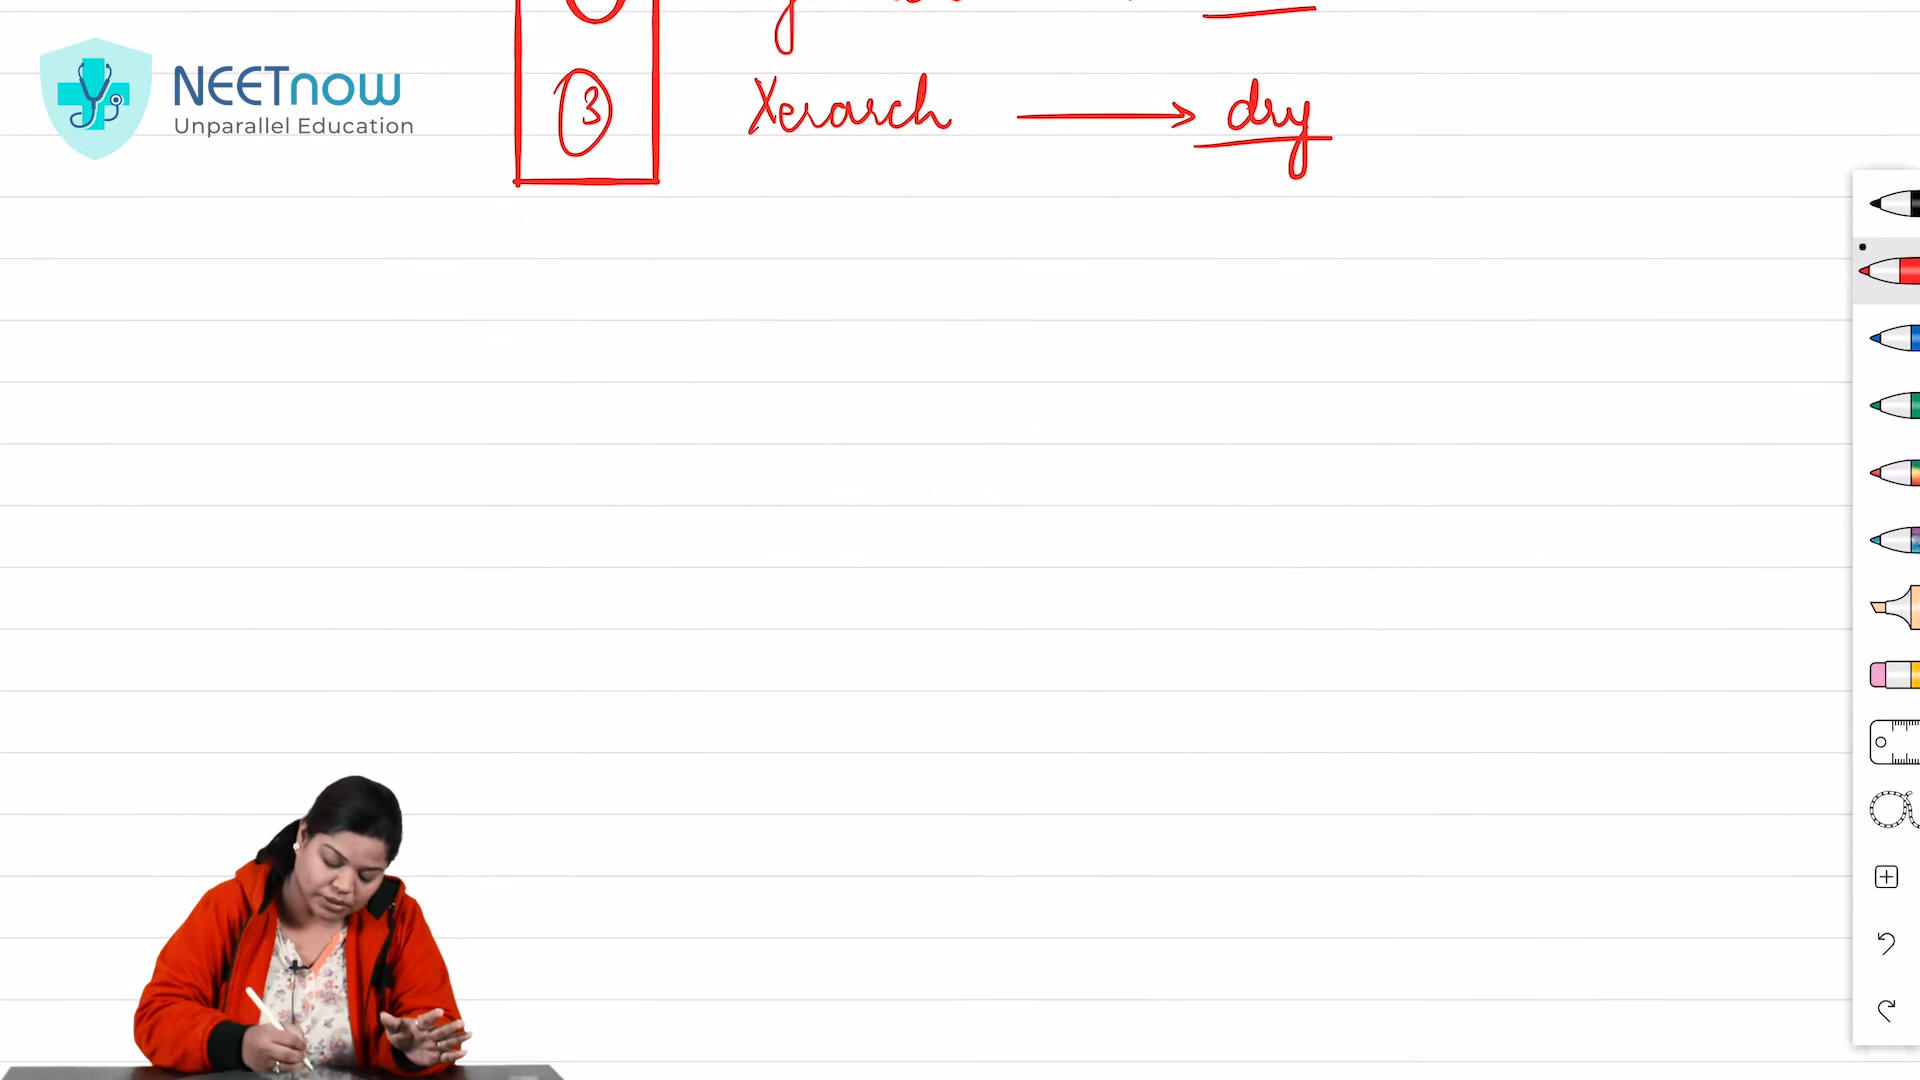 NEETnow
Unparallel Education
3 Xerarch → dry